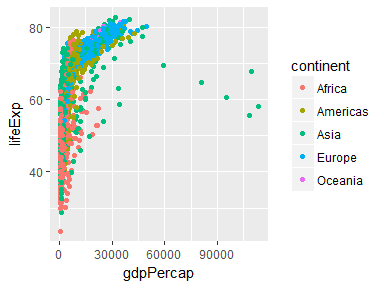 80
60
40
lifeExp
0
30000
60000
90000
gdpPercap
continent
Africa
Americas
Asia
Europe
Oceania